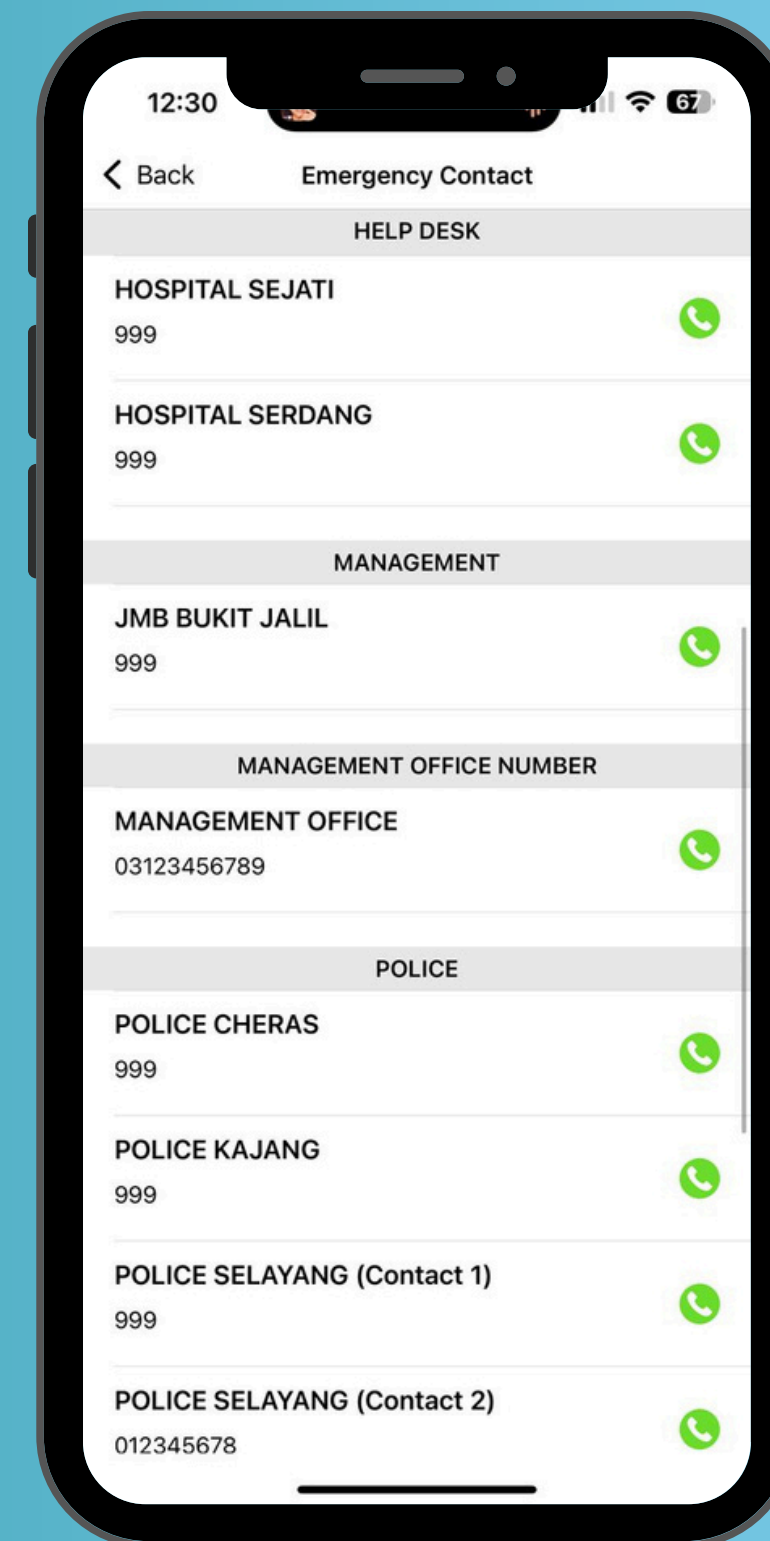 12:30
67
Back
Emergency Contact
HELP DESK
HOSPITAL SEJATI
999
HOSPITAL SERDANG
999
MANAGEMENT
JMB BUKIT JALIL
999
MANAGEMENT OFFICE NUMBER
MANAGEMENT OFFICE
03123456789
POLICE
POLICE CHERAS
999
POLICE KAJANG
999
POLICE SELAYANG (Contact 1)
999
POLICE SELAYANG (Contact 2)
012345678